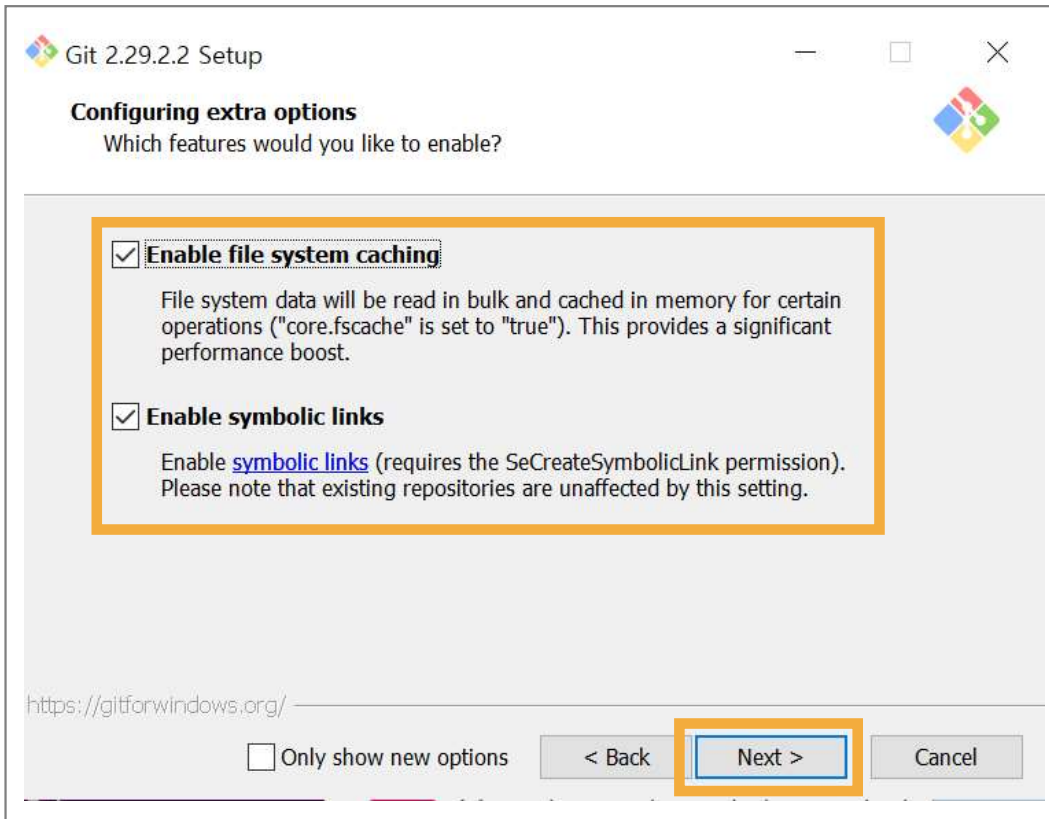 Git 2.29.2.2 Setup
Configuring extra options
Which features would you like to enable?
Enable file system caching
File system data will be read in bulk and cached in memory for certain
operations ("core.fscache" is set to "true"). This provides a significant
performance boost.
Enable symbolic links
Enable symbolic links (requires the SeCreateSymbolicLink permission).
Please note that existing repositories are unaffected by this setting.
https://gitforwindows.org/
Only show new options
< Back
Next >
Cancel